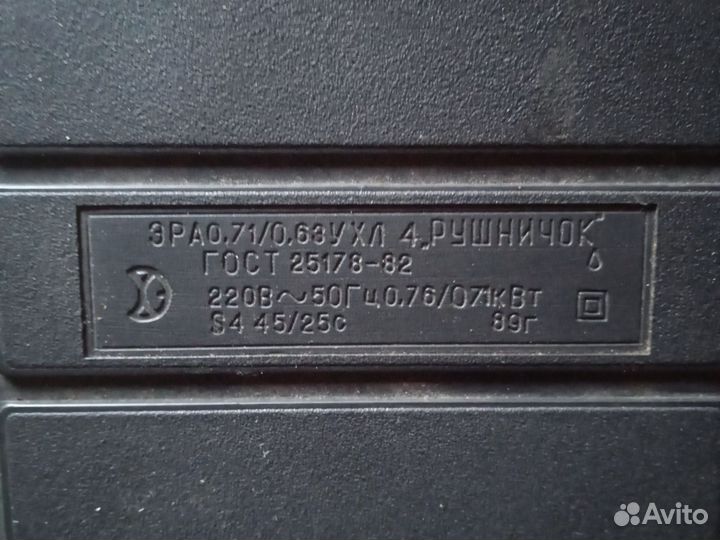 ЭРА0,71/0,63УХЛ 4„РУШНИЧОК"
ГОСТ 25178-82
220В~50Гц,0,76/0,71кВт
S4 45/25с 89г
Avito